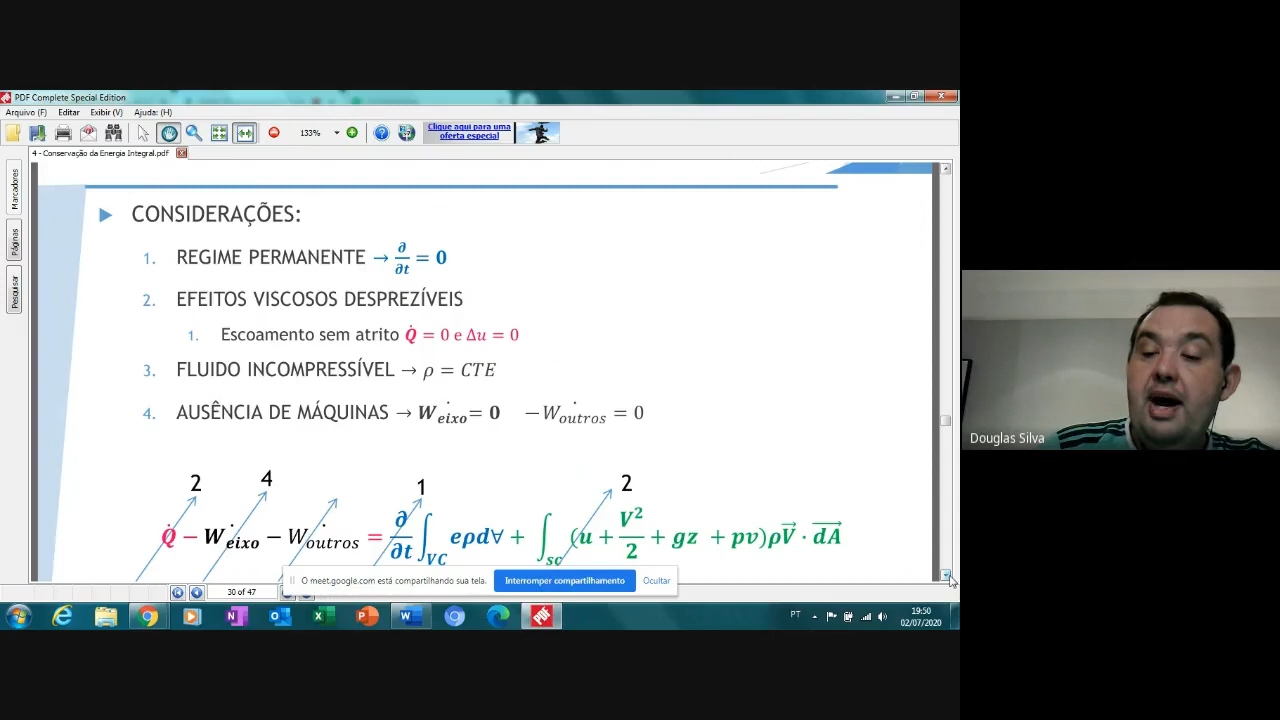 PDF Complete Special Edition
Arquivo (F) Editar Exibir (V) Ajuda: (H)
133%
Clique aqui para uma
oferta especial
4 - Conservação da Energia Integral.pdf
Marcadores
Páginas
Pesquisar
CONSIDERAÇÕES:
1. REGIME PERMANENTE → ∂/∂t = 0
2. EFEITOS VISCOSOS DESPREZÍVEIS
1. Escoamento sem atrito Q̇ = 0 e Δu = 0
3. FLUIDO INCOMPRESSÍVEL → ρ = CTE
4. AUSÊNCIA DE MÁQUINAS → Ẇeixo= 0 −Ẇoutros = 0
2 4 1 2
Q̇ − Ẇeixo − Ẇoutros = ∂/∂t ∫VC eρd∀ + ∫sc (u + V²/2 + gz + pv)ρV⃗ · dA⃗
O meet.google.com está compartilhando sua tela. Interromper compartilhamento Ocultar
30 of 47
PT 19:50
02/07/2020
Douglas Silva